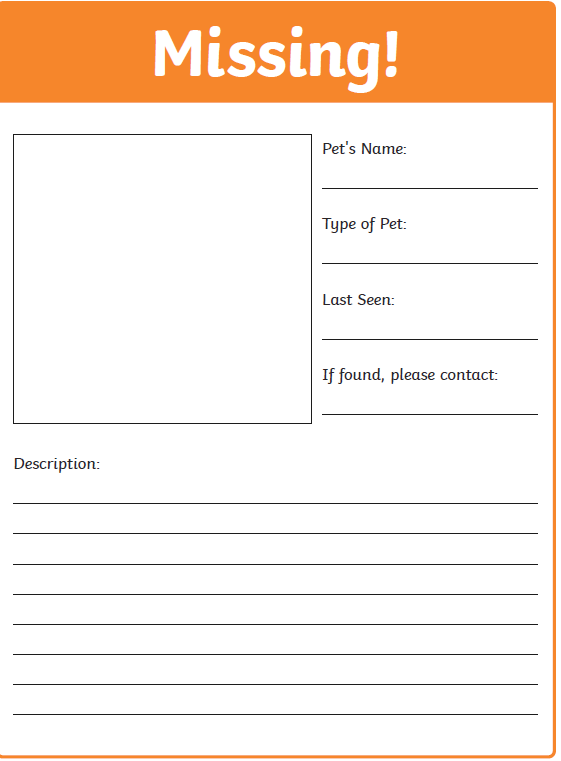 Missing!
Pet's Name:
Type of Pet:
Last Seen:
If found, please contact:
Description: